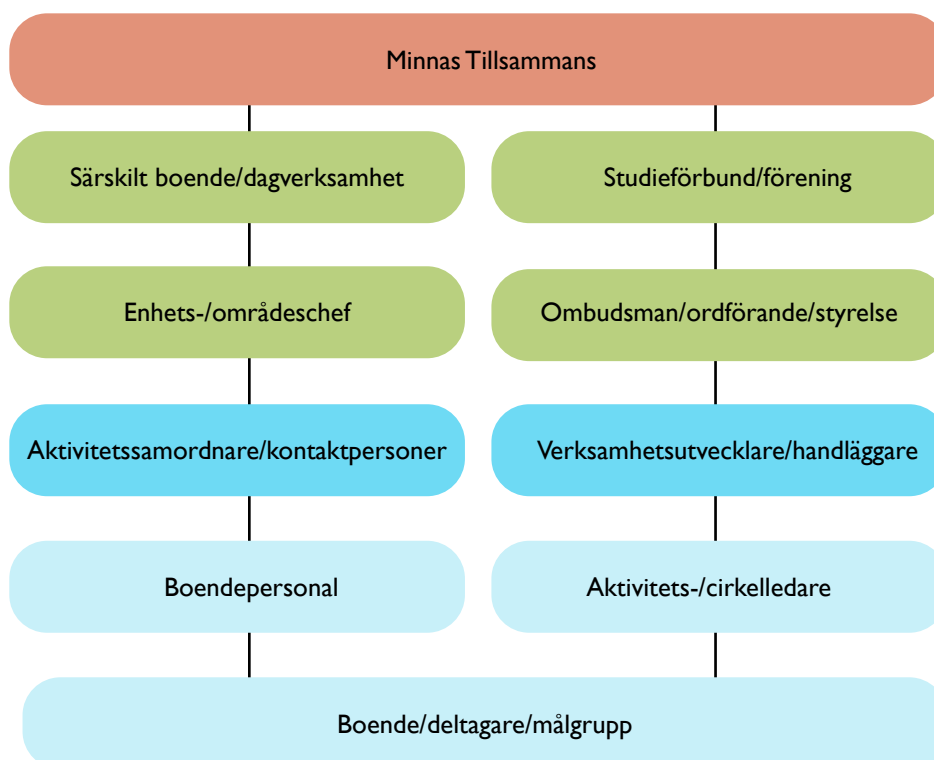 Minnas Tillsammans
Särskilt boende/dagverksamhet
Studieförbund/förening
Enhets-/områdeschef
Ombudsman/ordförande/styrelse
Aktivitetssamordnare/kontaktpersoner
Verksamhetsutvecklare/handläggare
Boendepersonal
Aktivitets-/cirkelledare
Boende/deltagare/målgrupp